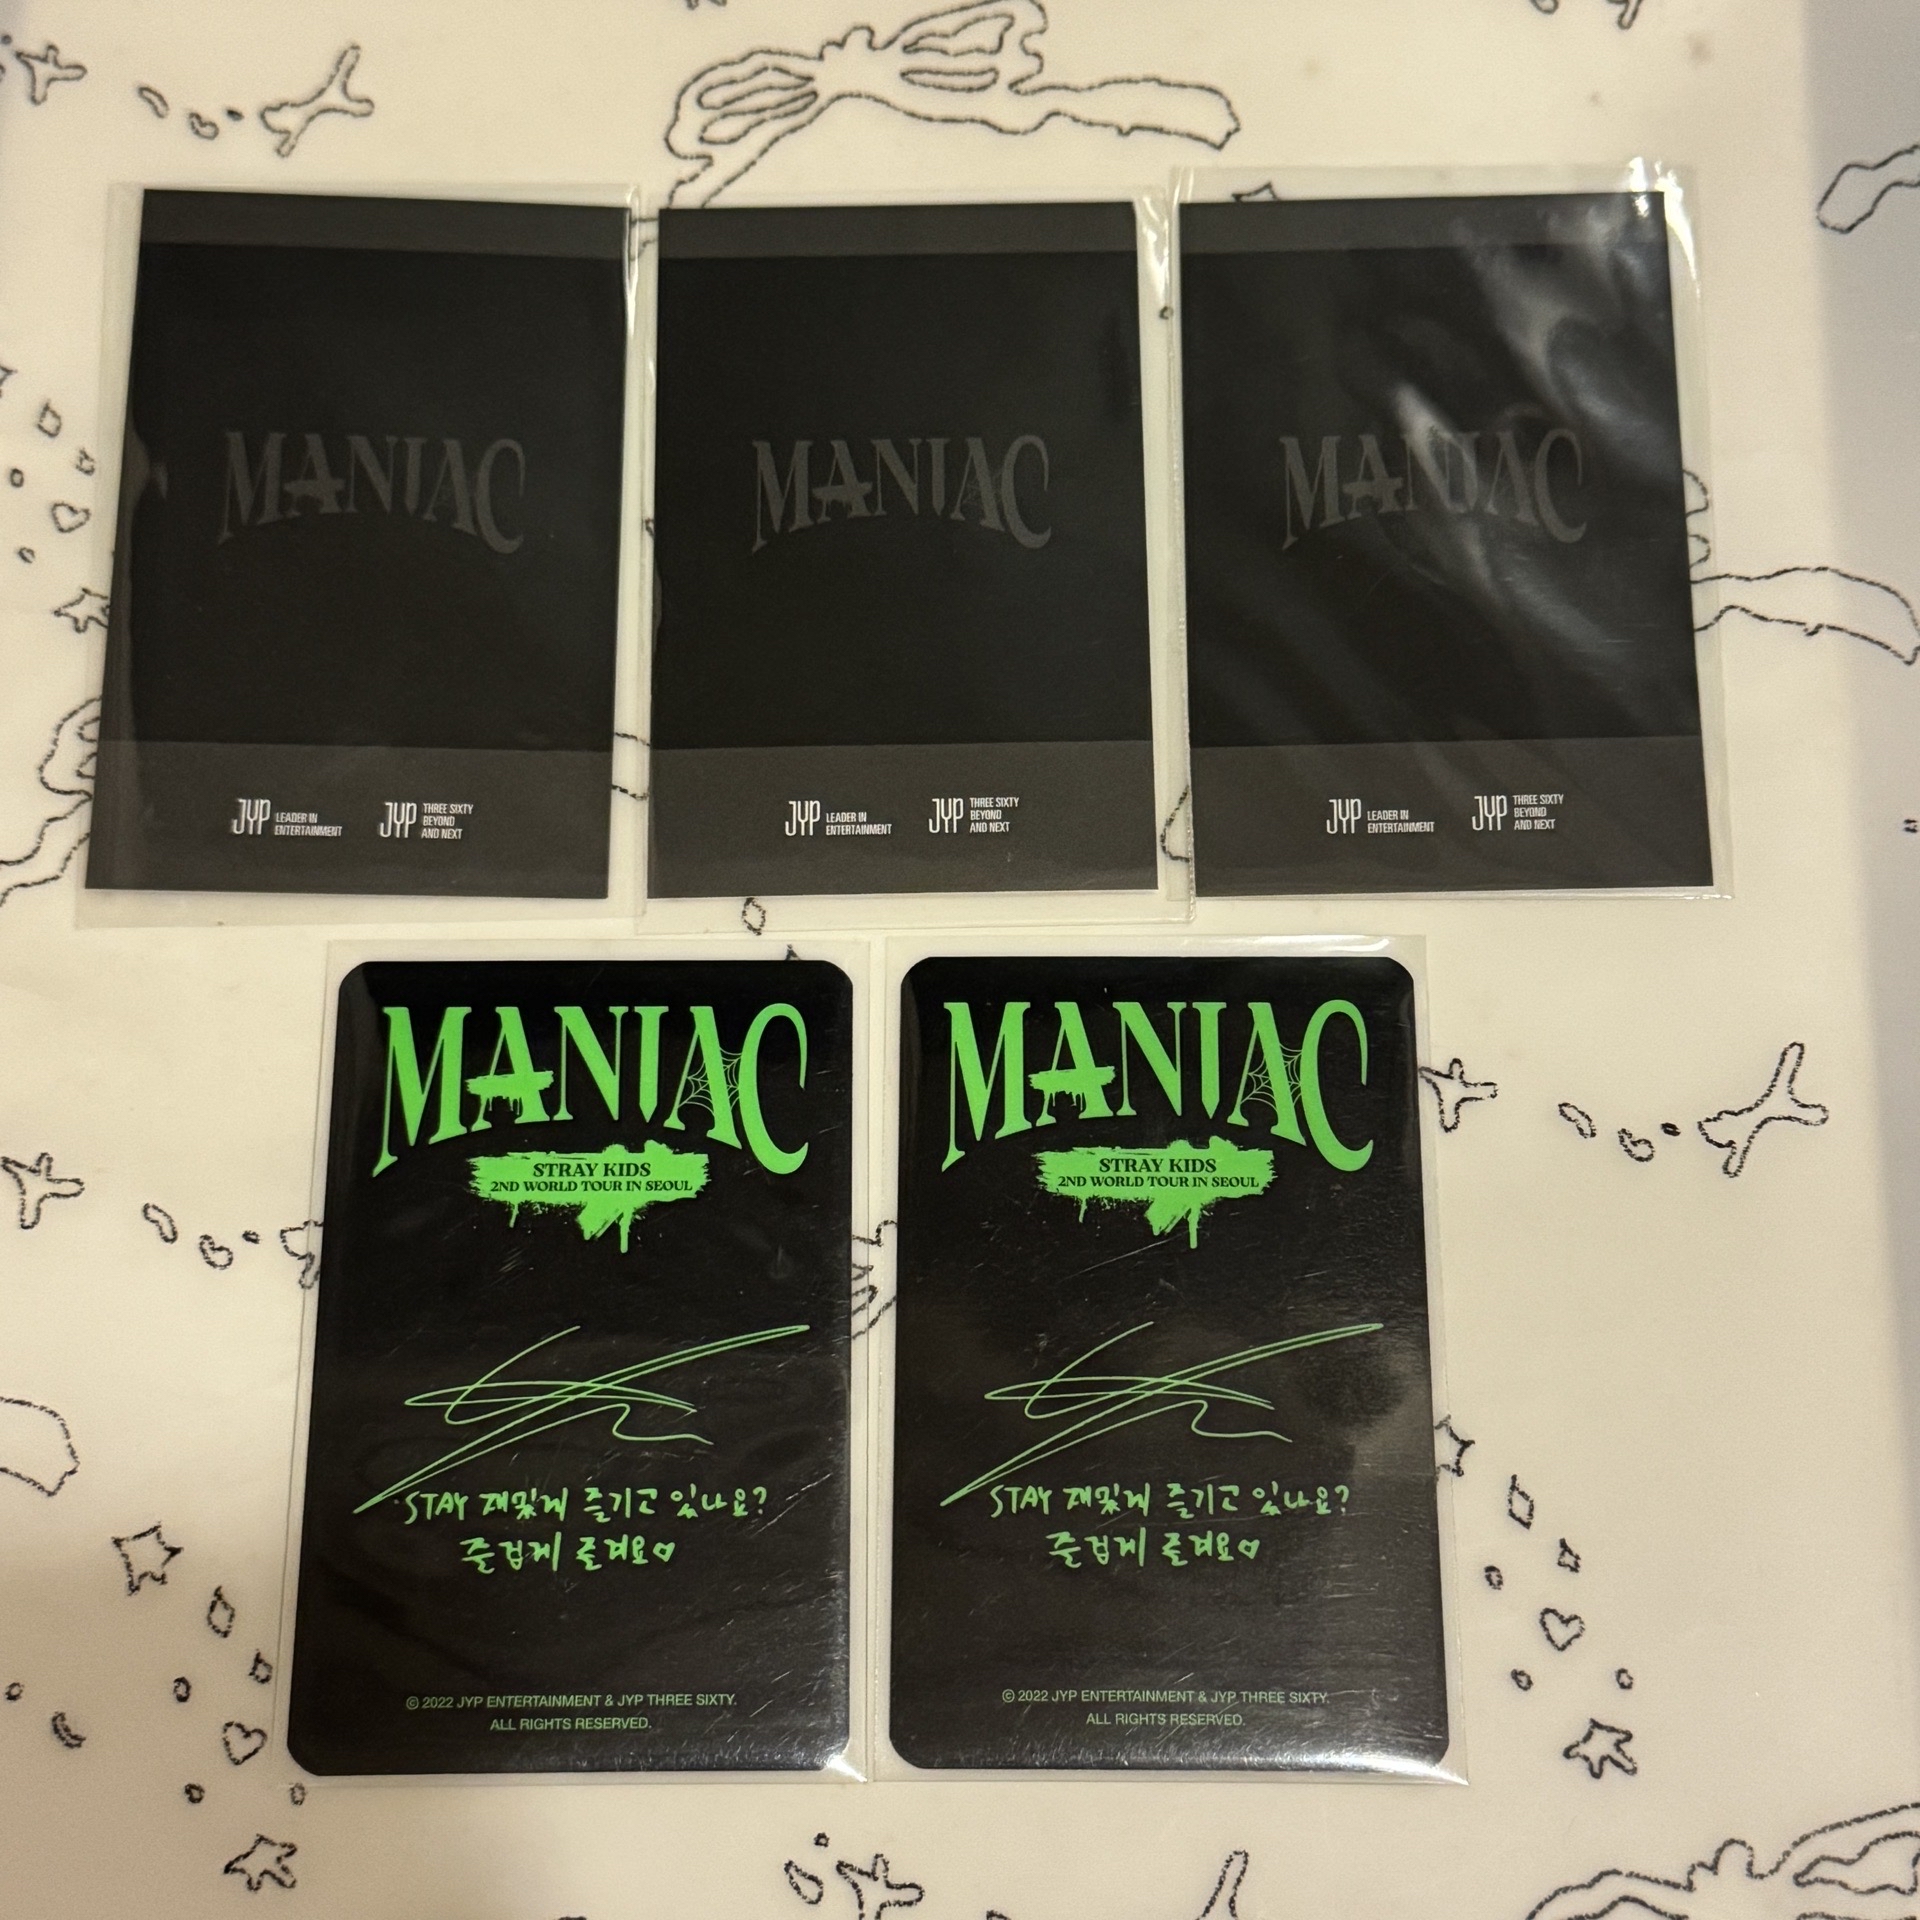 MANIAC
JYP LEADER IN
ENTERTAINMENT
JYP THREE SIXTY
BEYOND
AND NEXT
MANIAC
JYP LEADER IN
ENTERTAINMENT
JYP THREE SIXTY
BEYOND
AND NEXT
MANIAC
JYP LEADER IN
ENTERTAINMENT
JYP THREE SIXTY
BEYOND
AND NEXT
MANIAC
STRAY KIDS
2ND WORLD TOUR IN SEOUL
STAY 재밌게 즐기고 있나요?
즐겁게 즐겨요♡
© 2022 JYP ENTERTAINMENT & JYP THREE SIXTY.
ALL RIGHTS RESERVED.
MANIAC
STRAY KIDS
2ND WORLD TOUR IN SEOUL
STAY 재밌게 즐기고 있나요?
즐겁게 즐겨요♡
© 2022 JYP ENTERTAINMENT & JYP THREE SIXTY.
ALL RIGHTS RESERVED.